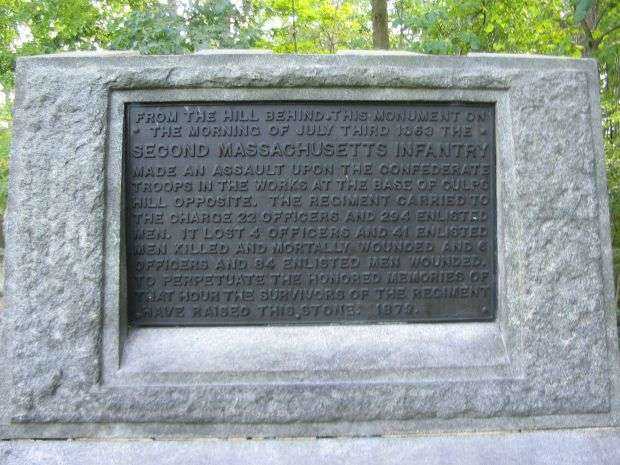 FROM THE HILL BEHIND THIS MONUMENT ON
THE MORNING OF JULY THIRD 1863 THE
SECOND MASSACHUSETTS INFANTRY
MADE AN ASSAULT UPON THE CONFEDERATE
TROOPS IN THE WORKS AT THE BASE OF CULP'S
HILL OPPOSITE. THE REGIMENT CARRIED TO
THE CHARGE 22 OFFICERS AND 294 ENLISTED
MEN. IT LOST 4 OFFICERS AND 41 ENLISTED
MEN KILLED AND MORTALLY WOUNDED AND 6
OFFICERS AND 84 ENLISTED MEN WOUNDED.
TO PERPETUATE THE HONORED MEMORIES OF
THAT HOUR THE SURVIVORS OF THE REGIMENT
HAVE RAISED THIS STONE. 1879.